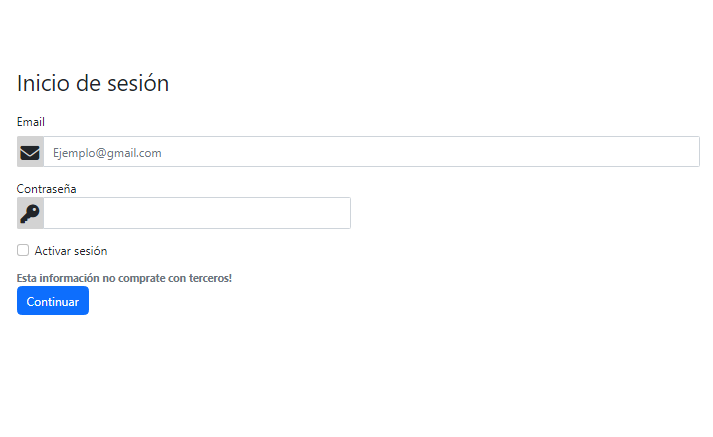 Inicio de sesión
Email
Ejemplo@gmail.com
Contraseña
Activar sesión
Esta información no comprate con terceros!
Continuar